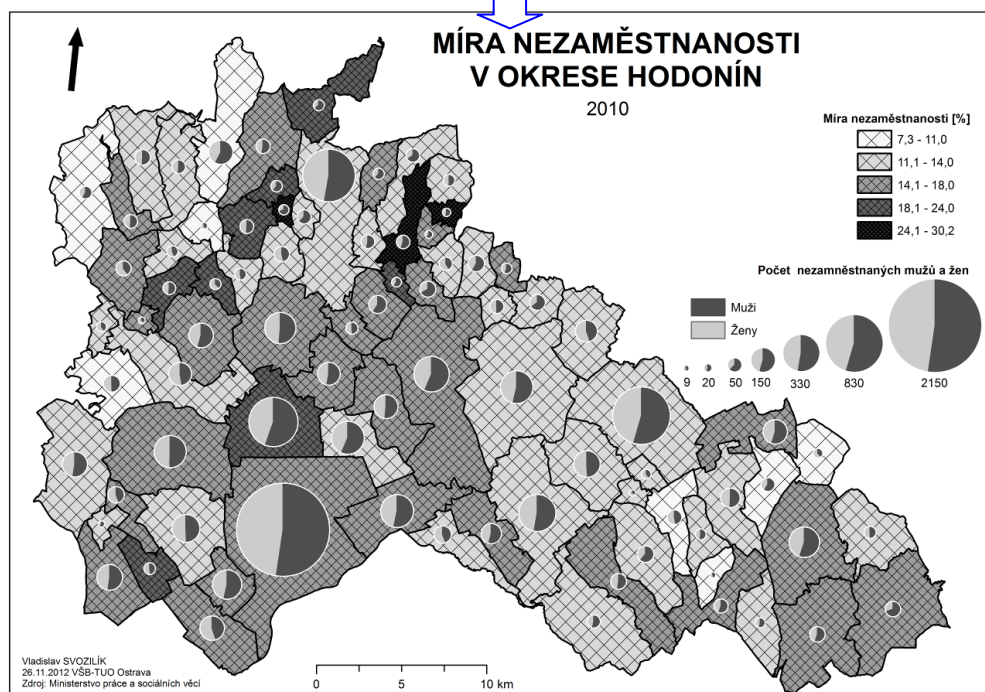 MÍRA NEZAMĚSTNANOSTI
V OKRESE HODONÍN
2010
Míra nezaměstnanosti [%]
7,3 - 11,0
11,1 - 14,0
14,1 - 18,0
18,1 - 24,0
24,1 - 30,2
Počet nezamněstnaných mužů a žen
Muži
Ženy
9 20 50 150 330 830 2150
Vladislav SVOZILÍK
26.11.2012 VŠB-TUO Ostrava
Zdroj: Ministerstvo práce a sociálních věcí
0 5 10 km